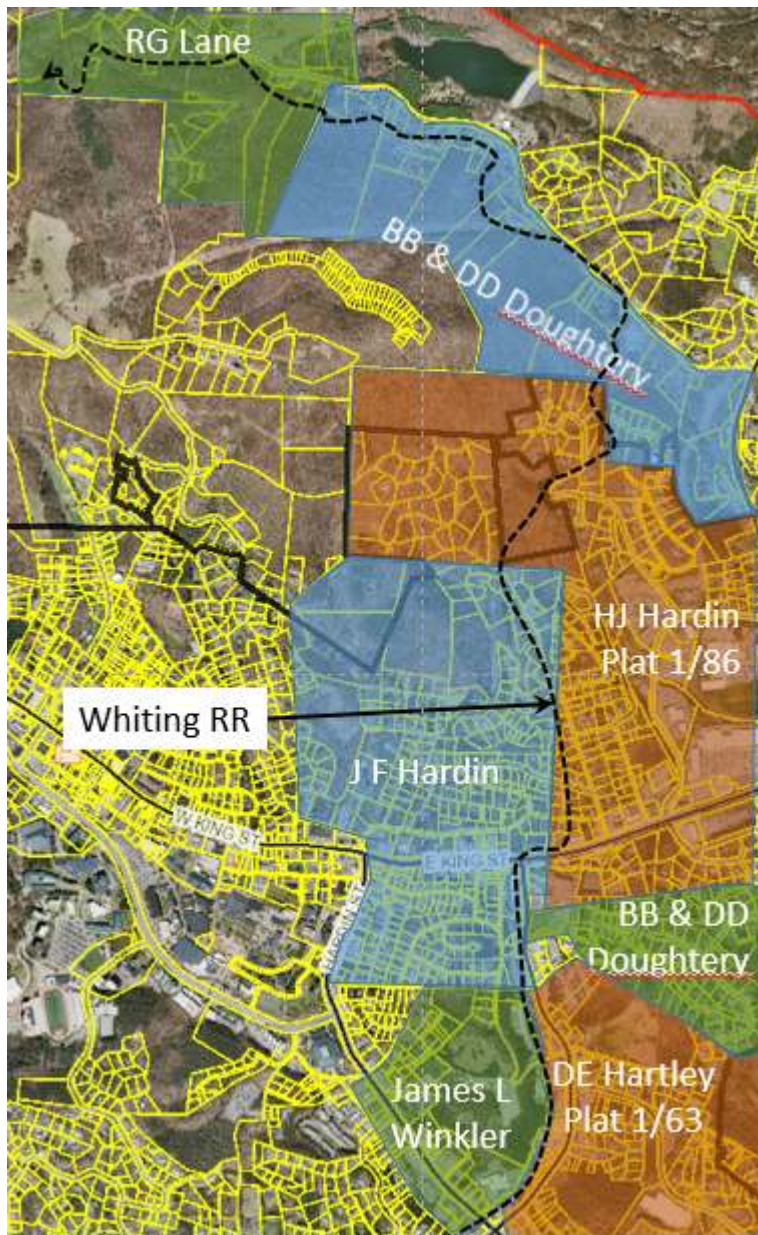 RG Lane
BB & DD Doughtery
HJ Hardin
Plat 1/86
Whiting RR
J F Hardin
W KING ST
E KING ST
BB & DD
Doughtery
James L
Winkler
DE Hartley
Plat 1/63